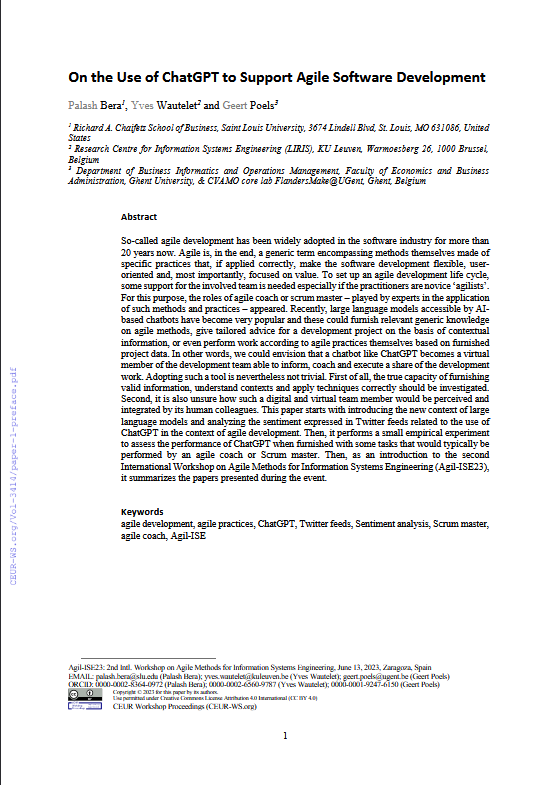 On the Use of ChatGPT to Support Agile Software Development
Palash Bera1, Yves Wautelet2 and Geert Poels3
1 Richard A. Chaifetz School of Business, Saint Louis University, 3674 Lindell Blvd, St. Louis, MO 631086, United
States
2 Research Centre for Information Systems Engineering (LIRIS), KU Leuven, Warmoesberg 26, 1000 Brussel,
Belgium
3 Department of Business Informatics and Operations Management, Faculty of Economics and Business
Administration, Ghent University, & CVAMO core lab FlandersMake@UGent, Ghent, Belgium
Abstract
So-called agile development has been widely adopted in the software industry for more than
20 years now. Agile is, in the end, a generic term encompassing methods themselves made of
specific practices that, if applied correctly, make the software development flexible, user-
oriented and, most importantly, focused on value. To set up an agile development life cycle,
some support for the involved team is needed especially if the practitioners are novice ‘agilists’.
For this purpose, the roles of agile coach or scrum master – played by experts in the application
of such methods and practices – appeared. Recently, large language models accessible by AI-
based chatbots have become very popular and these could furnish relevant generic knowledge
on agile methods, give tailored advice for a development project on the basis of contextual
information, or even perform work according to agile practices themselves based on furnished
project data. In other words, we could envision that a chatbot like ChatGPT becomes a virtual
member of the development team able to inform, coach and execute a share of the development
work. Adopting such a tool is nevertheless not trivial. First of all, the true capacity of furnishing
valid information, understand contexts and apply techniques correctly should be investigated.
Second, it is also unsure how such a digital and virtual team member would be perceived and
integrated by its human colleagues. This paper starts with introducing the new context of large
language models and analyzing the sentiment expressed in Twitter feeds related to the use of
ChatGPT in the context of agile development. Then, it performs a small empirical experiment
to assess the performance of ChatGPT when furnished with some tasks that would typically be
performed by an agile coach or Scrum master. Then, as an introduction to the second
International Workshop on Agile Methods for Information Systems Engineering (Agil-ISE23),
it summarizes the papers presented during the event.
Keywords
agile development, agile practices, ChatGPT, Twitter feeds, Sentiment analysis, Scrum master,
agile coach, Agil-ISE
CEUR-WS.org/Vol-3414/paper-1-preface.pdf
Agil-ISE23: 2nd Intl. Workshop on Agile Methods for Information Systems Engineering, June 13, 2023, Zaragoza, Spain
EMAIL: palash.bera@slu.edu (Palash Bera); yves.wautelet@kuleuven.be (Yves Wautelet); geert.poels@ugent.be (Geert Poels)
ORCID: 0000-0002-8364-0972 (Palash Bera); 0000-0002-6560-9787 (Yves Wautelet); 0000-0001-9247-6150 (Geert Poels)
Copyright © 2023 for this paper by its authors.
Use permitted under Creative Commons License Attribution 4.0 International (CC BY 4.0)
CEUR Workshop Proceedings (CEUR-WS.org)
1